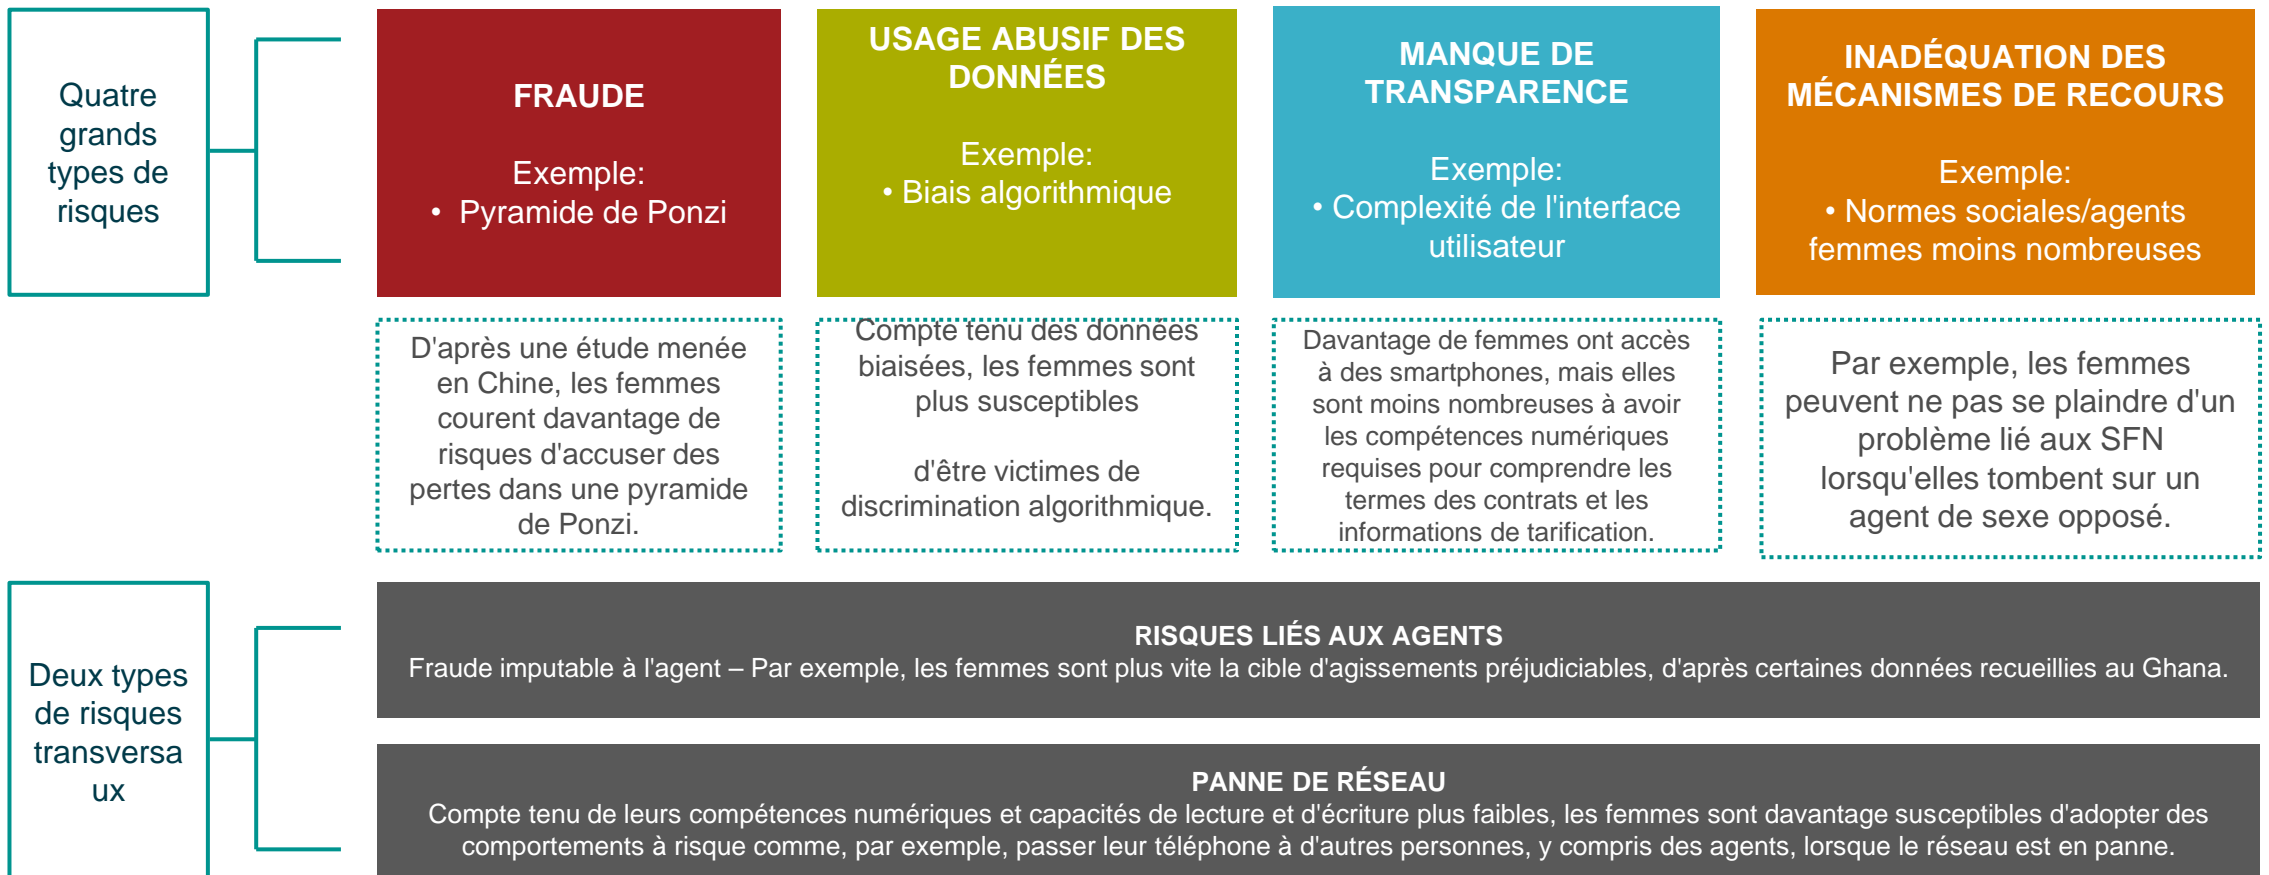 Quatre
grands
types de
risques
FRAUDE
Exemple:
• Pyramide de Ponzi
USAGE ABUSIF DES
DONNÉES
Exemple:
• Biais algorithmique
MANQUE DE
TRANSPARENCE
Exemple:
• Complexité de l'interface
utilisateur
INADÉQUATION DES
MÉCANISMES DE RECOURS
Exemple:
• Normes sociales/agents
femmes moins nombreuses
D'après une étude menée
en Chine, les femmes
courent davantage de
risques d'accuser des
pertes dans une pyramide
de Ponzi.
Compte tenu des données
biaisées, les femmes sont
plus susceptibles
d'être victimes de
discrimination algorithmique.
Davantage de femmes ont accès
à des smartphones, mais elles
sont moins nombreuses à avoir
les compétences numériques
requises pour comprendre les
termes des contrats et les
informations de tarification.
Par exemple, les femmes
peuvent ne pas se plaindre d'un
problème lié aux SFN
lorsqu'elles tombent sur un
agent de sexe opposé.
Deux types
de risques
transversa
ux
RISQUES LIÉS AUX AGENTS
Fraude imputable à l'agent – Par exemple, les femmes sont plus vite la cible d'agissements préjudiciables, d'après certaines données recueillies au Ghana.
PANNE DE RÉSEAU
Compte tenu de leurs compétences numériques et capacités de lecture et d'écriture plus faibles, les femmes sont davantage susceptibles d'adopter des
comportements à risque comme, par exemple, passer leur téléphone à d'autres personnes, y compris des agents, lorsque le réseau est en panne.